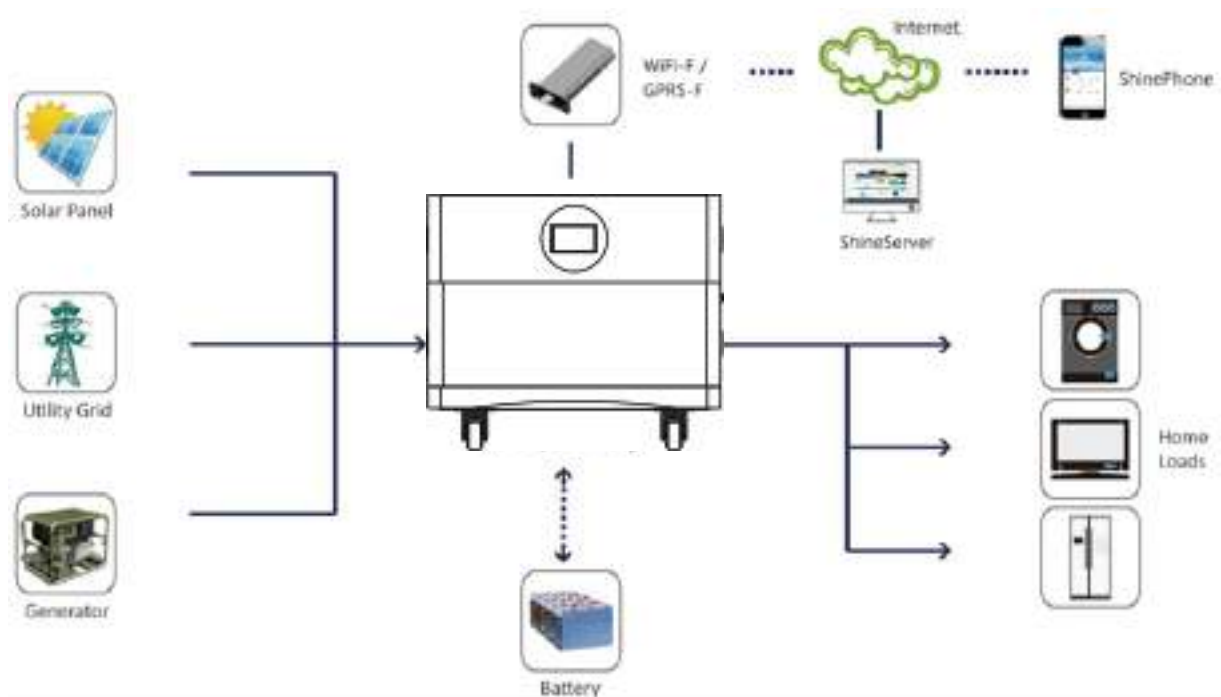 Internet
WiFi-F /
GPRS-F
ShinePhone
Solar Panel
ShineServer
Utility Grid
Home
Loads
Generator
Battery